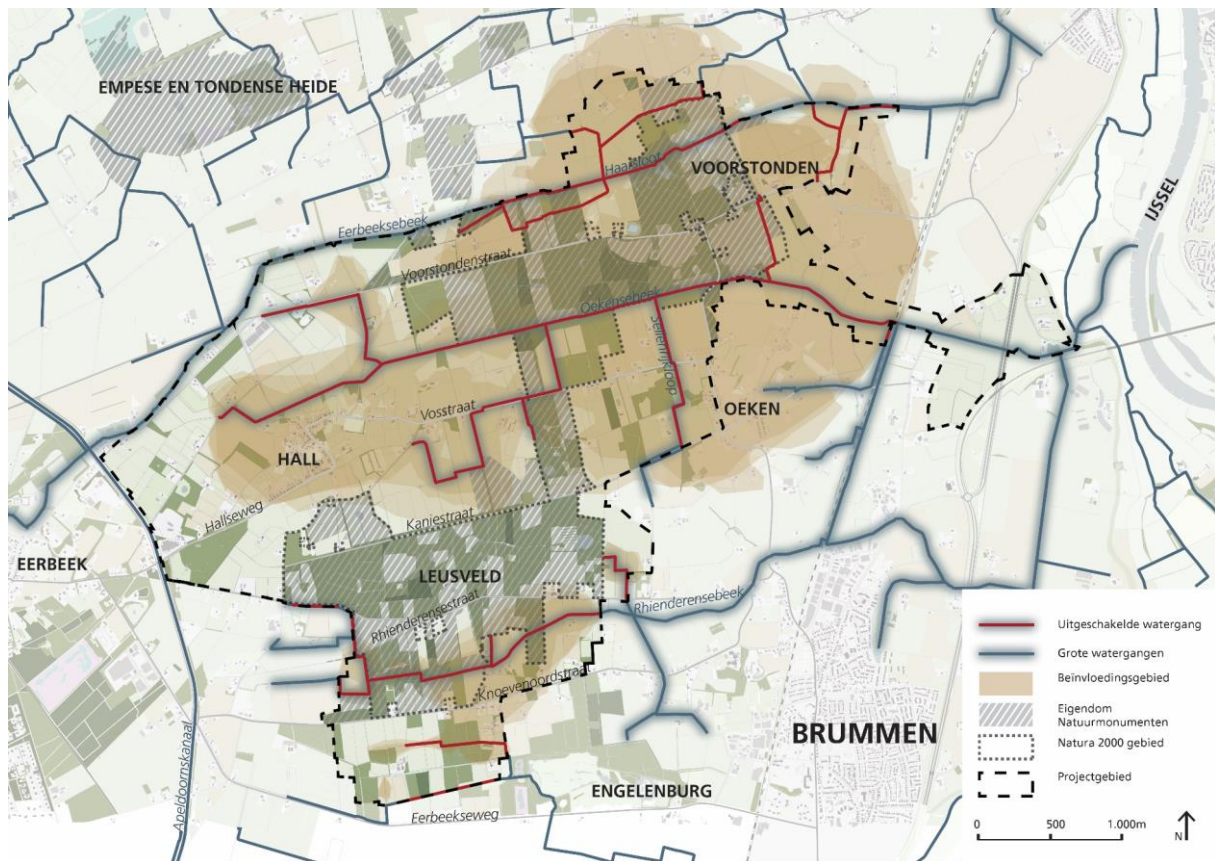 EMPESE EN TONDENSE HEIDE
VOORSTONDEN
Haarsloot
IJSSEL
Eerbeeksebeek
Voorstondenstraat
Oekensebeek
Vosstraat
OEKEN
HALL
Hallseweg
Kaniestraat
EERBEEK
LEUSVELD
Rhienderensestraat
Rhienderensebeek
Knoevenoordstraat
BRUMMEN
ENGELENBURG
Eerbeekseweg
Apeldoornskanaal
Uitgeschakelde watergang
Grote watergangen
Beïnvloedingsgebied
Eigendom
Natuurmonumenten
Natura 2000 gebied
Projectgebied
0 500 1.000m
N